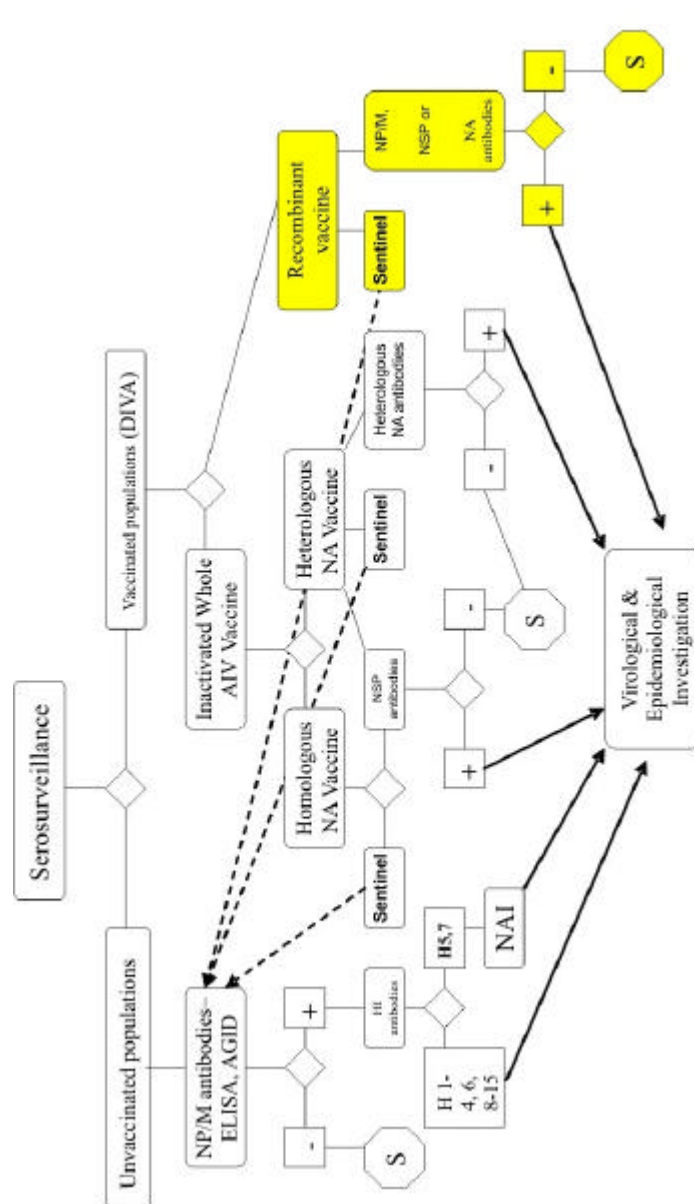 Serosurveillance
Unvaccinated populations
Vaccinated populations (DIVA)
NP/M antibodies–
ELISA, AGID
Inactivated Whole
AIV Vaccine
Recombinant
vaccine
Homologous
NA Vaccine
Heterologous
NA Vaccine
-
+
S
HI
antibodies
Sentinel
NSP
antibodies
Sentinel
Heterologous
NA antibodies
Sentinel
NP/M,
NSP or
NA
antibodies
H 1-
4, 6,
8-15
H5,7
NAI
+
-
S
-
+
+
-
S
Virological &
Epidemiological
Investigation